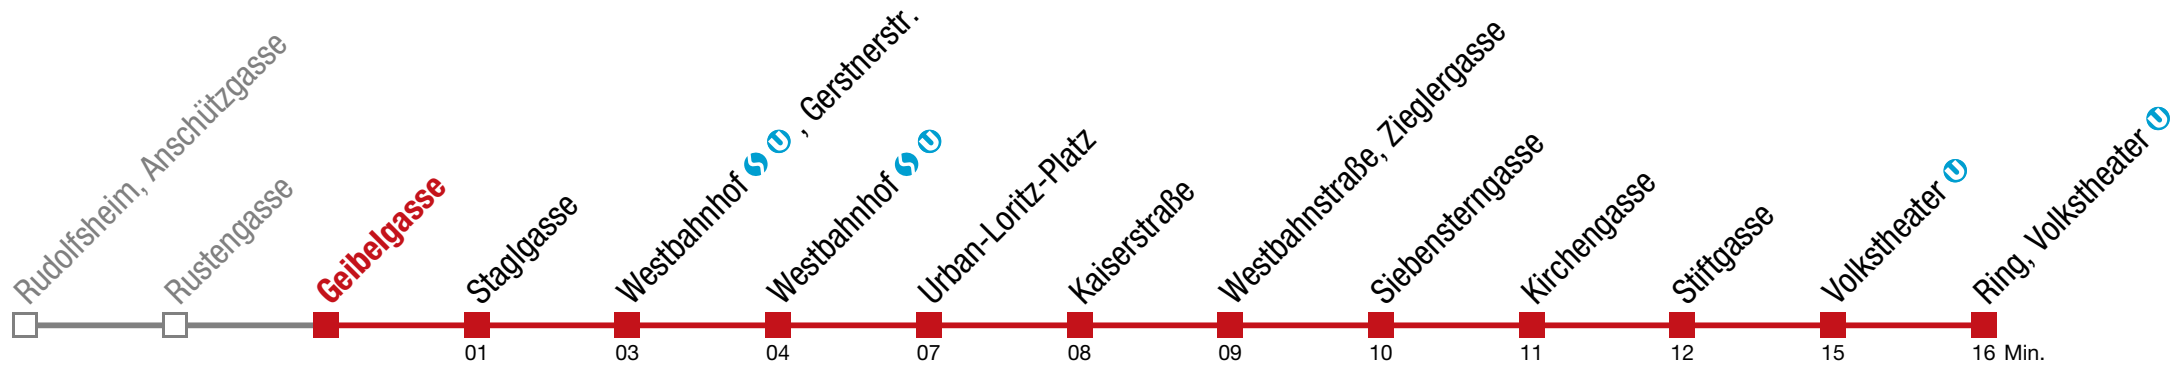 Rudolfsheim, Anschützgasse
Rustengasse
Geibelgasse
Staglgasse
Westbahnhof S U , Gerstnerstr.
Westbahnhof S U
Urban-Loritz-Platz
Kaiserstraße
Westbahnstraße, Zieglergasse
Siebensterngasse
Kirchengasse
Stiftgasse
Volkstheater U
Ring, Volkstheater U
01 03 04 07 08 09 10 11 12 15 16 Min.